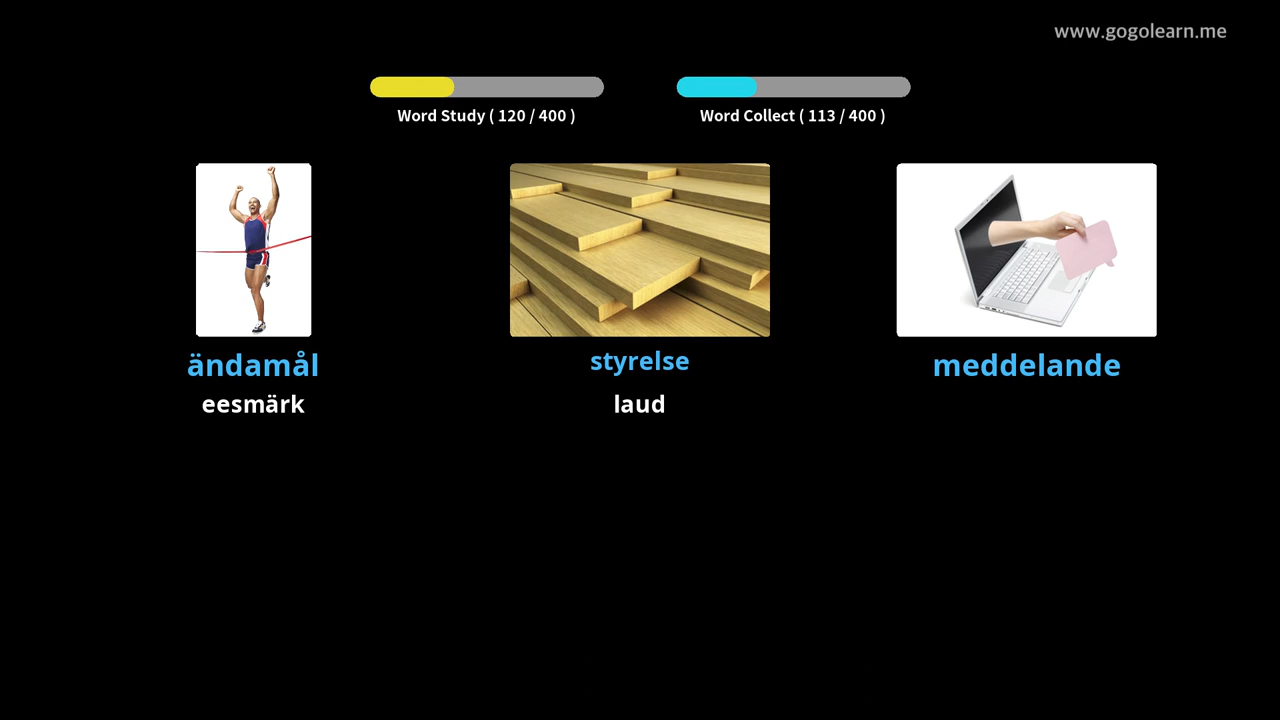 www.gogolearn.me
Word Study ( 120 / 400 )
Word Collect ( 113 / 400 )
ändamål
styrelse
meddelande
eesmärk
laud